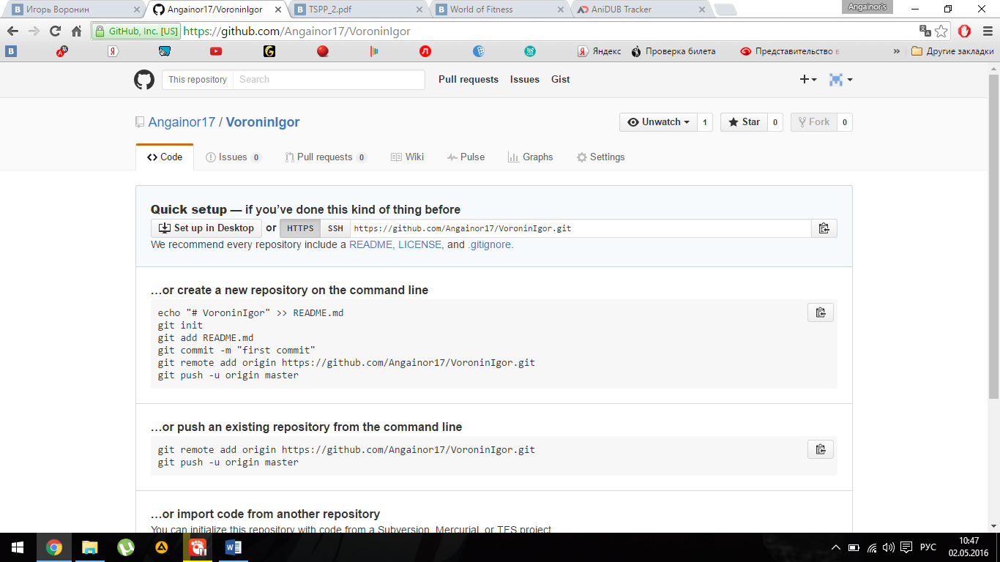 Игорь Воронин
Angainor17/VoroninIgor
TSPP_2.pdf
World of Fitness
AniDUB Tracker
Angainor's
GitHub, Inc. [US]
https://github.com/Angainor17/VoroninIgor
Яндекс
Проверка билета
Представительство в
»
Другие закладки
This repository
Search
Pull requests
Issues
Gist
Angainor17 / VoroninIgor
Unwatch 1
Star 0
Fork 0
Code
Issues 0
Pull requests 0
Wiki
Pulse
Graphs
Settings
Quick setup — if you’ve done this kind of thing before
Set up in Desktop or HTTPS SSH https://github.com/Angainor17/VoroninIgor.git
We recommend every repository include a README, LICENSE, and .gitignore.
…or create a new repository on the command line
echo "# VoroninIgor" >> README.md
git init
git add README.md
git commit -m "first commit"
git remote add origin https://github.com/Angainor17/VoroninIgor.git
git push -u origin master
…or push an existing repository from the command line
git remote add origin https://github.com/Angainor17/VoroninIgor.git
git push -u origin master
…or import code from another repository
You can initialize this repository with code from a Subversion, Mercurial, or TFS project.
РУС
10:47
02.05.2016